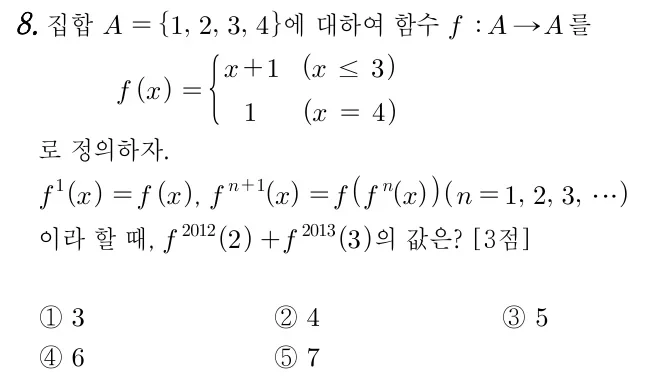 8. 집합 A = {1, 2, 3, 4}에 대하여 함수 f : A → A 를
f(x) = { x+1 (x ≤ 3)
1 (x = 4)
로 정의하자.
f¹(x) = f(x), fⁿ⁺¹(x) = f(fⁿ(x)) (n = 1, 2, 3, ⋯)
이라 할 때, f²⁰¹²(2) + f²⁰¹³(3)의 값은? [3점]
① 3 ② 4 ③ 5
④ 6 ⑤ 7